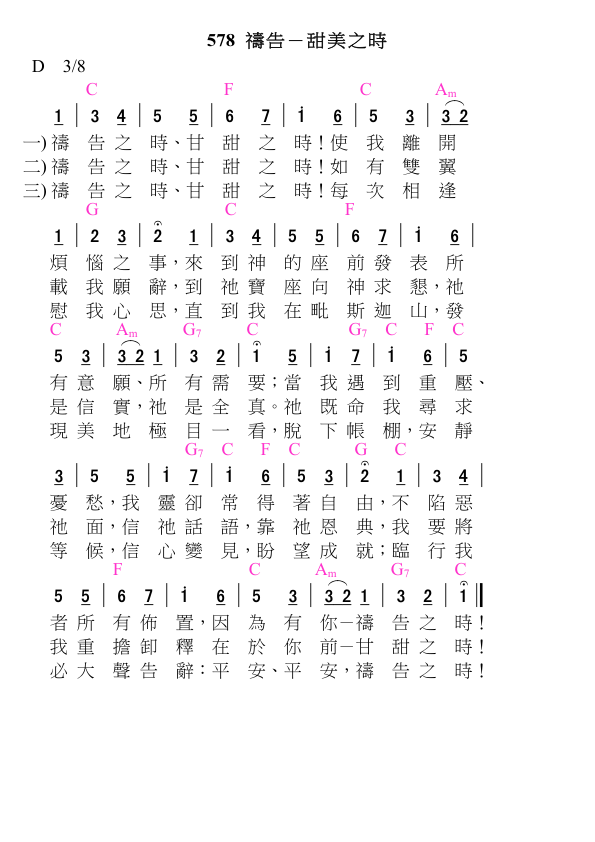 578 禱告－甜美之時
D 3/8
C F C Am
1 | 3 4 | 5 5 | 6 7 | i 6 | 5 3 | 3 2
一) 禱 告 之 時、甘 甜 之 時！使 我 離 開
二) 禱 告 之 時、甘 甜 之 時！如 有 雙 翼
三) 禱 告 之 時、甘 甜 之 時！每 次 相 逢
G C F
1 | 2 3 | 2 1 | 3 4 | 5 5 | 6 7 | i 6 |
煩 惱 之 事，來 到 神 的 座 前 發 表 所
載 我 願 辭，到 祂 寶 座 向 神 求 懇，祂
慰 我 心 思，直 到 我 在 毗 斯 迦 山，發
C Am G7 C G7 C F C
5 3 | 3 2 1 | 3 2 | i 5 | i 7 | i 6 | 5
有 意 願、所 有 需 要；當 我 遇 到 重 壓、
是 信 實，祂 是 全 真。祂 既 命 我 尋 求
現 美 地 極 目 一 看，脫 下 帳 棚，安 靜
G7 C F C G C
3 | 5 5 | i 7 | i 6 | 5 3 | 2 1 | 3 4 |
憂 愁，我 靈 卻 常 得 著 自 由，不 陷 惡
祂 面，信 祂 話 語，靠 祂 恩 典，我 要 將
等 候，信 心 變 見，盼 望 成 就；臨 行 我
F C Am G7 C
5 5 | 6 7 | i 6 | 5 3 | 3 2 1 | 3 2 | i ‖
者 所 有 佈 置，因 為 有 你－禱 告 之 時！
我 重 擔 卸 釋 在 於 你 前－甘 甜 之 時！
必 大 聲 告 辭：平 安、平 安，禱 告 之 時！